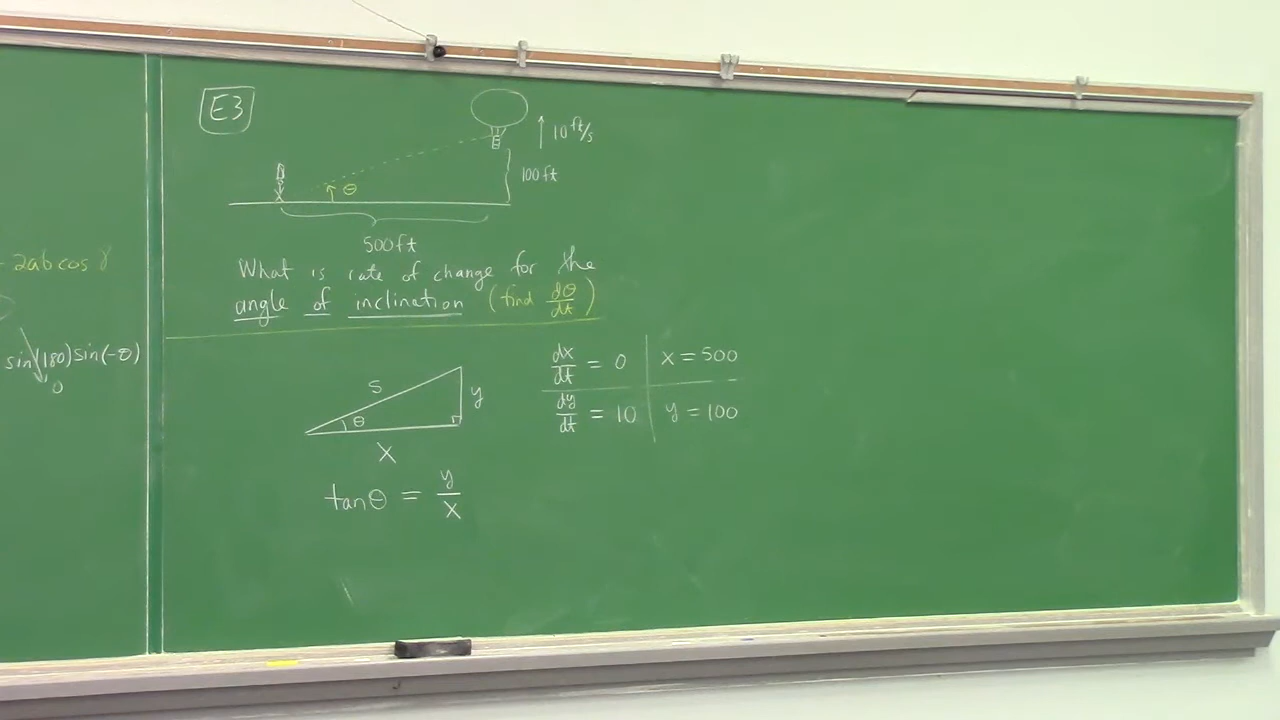 - 2ab cos γ
sin(180)sin(-θ)
0
E3
10 ft/s
100 ft
θ
500 ft
What is rate of change for the
angle of inclination (find dθ/dt)
s
y
θ
x
tanθ = y/x
dx/dt = 0 | x = 500
dy/dt = 10 | y = 100